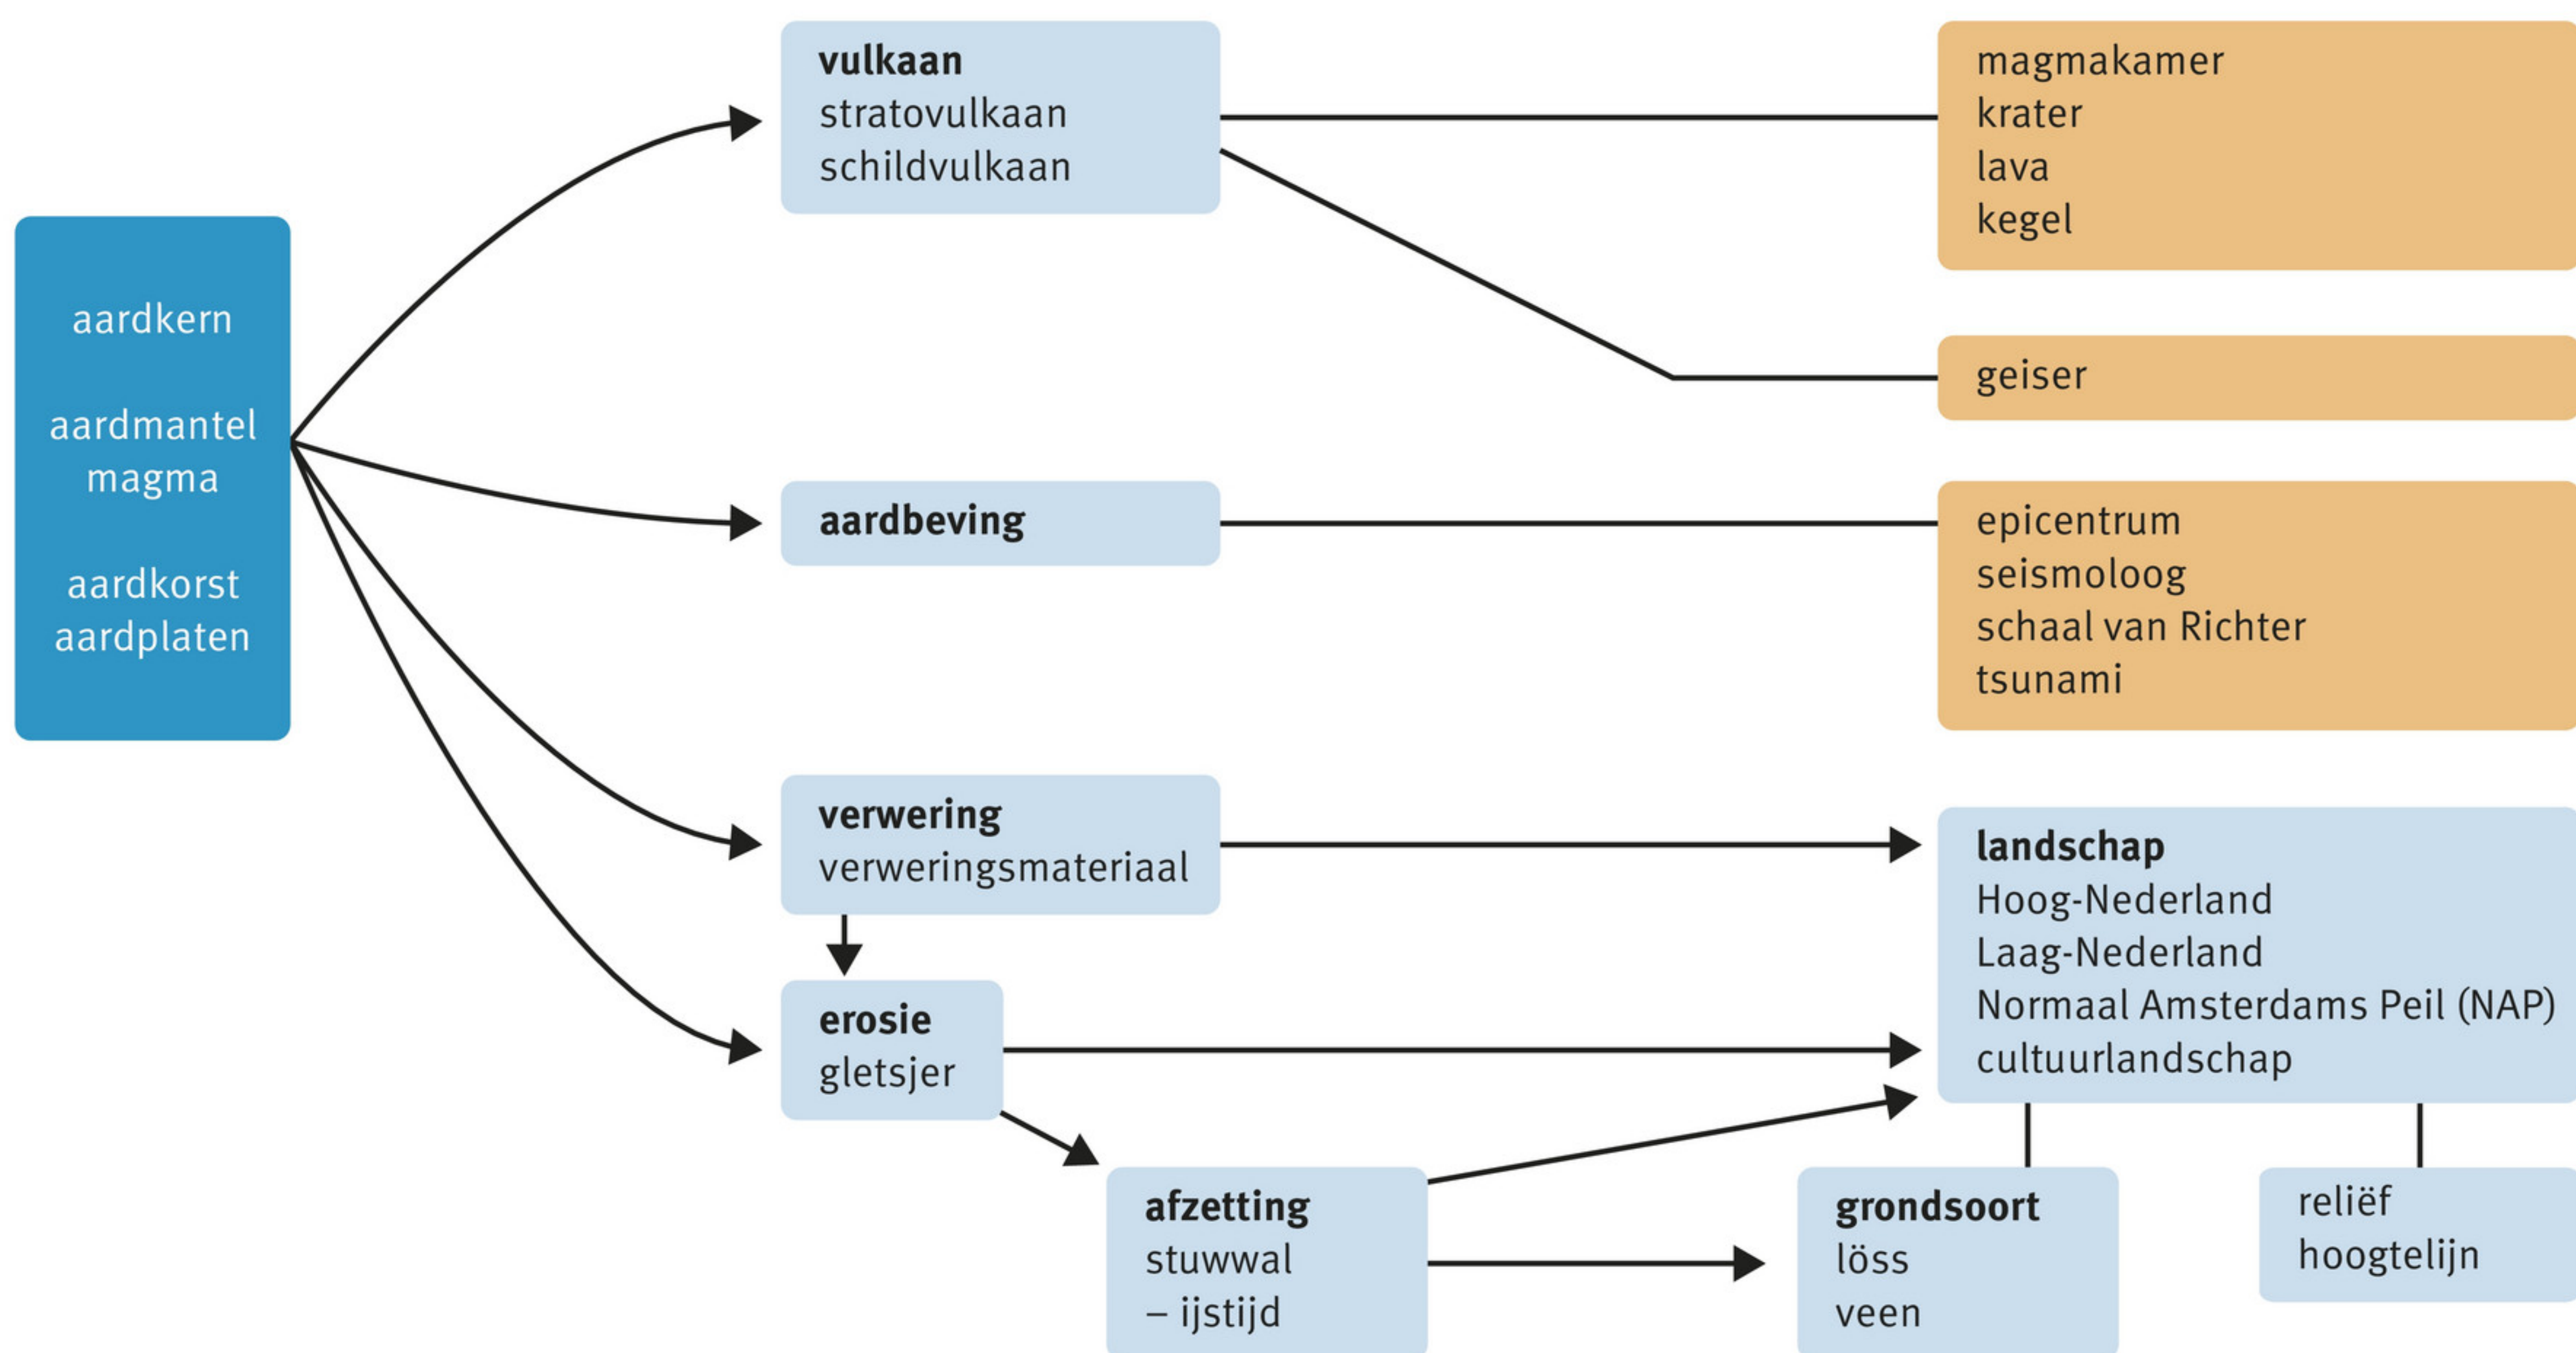 aardkern
aardmantel
magma
aardkorst
aardplaten
vulkaan
stratovulkaan
schildvulkaan
magmakamer
krater
lava
kegel
geiser
aardbeving
epicentrum
seismoloog
schaal van Richter
tsunami
verwering
verweringsmateriaal
landschap
Hoog-Nederland
Laag-Nederland
Normaal Amsterdams Peil (NAP)
cultuurlandschap
erosie
gletsjer
afzetting
stuwwal
– ijstijd
grondsoort
löss
veen
reliëf
hoogtelijn